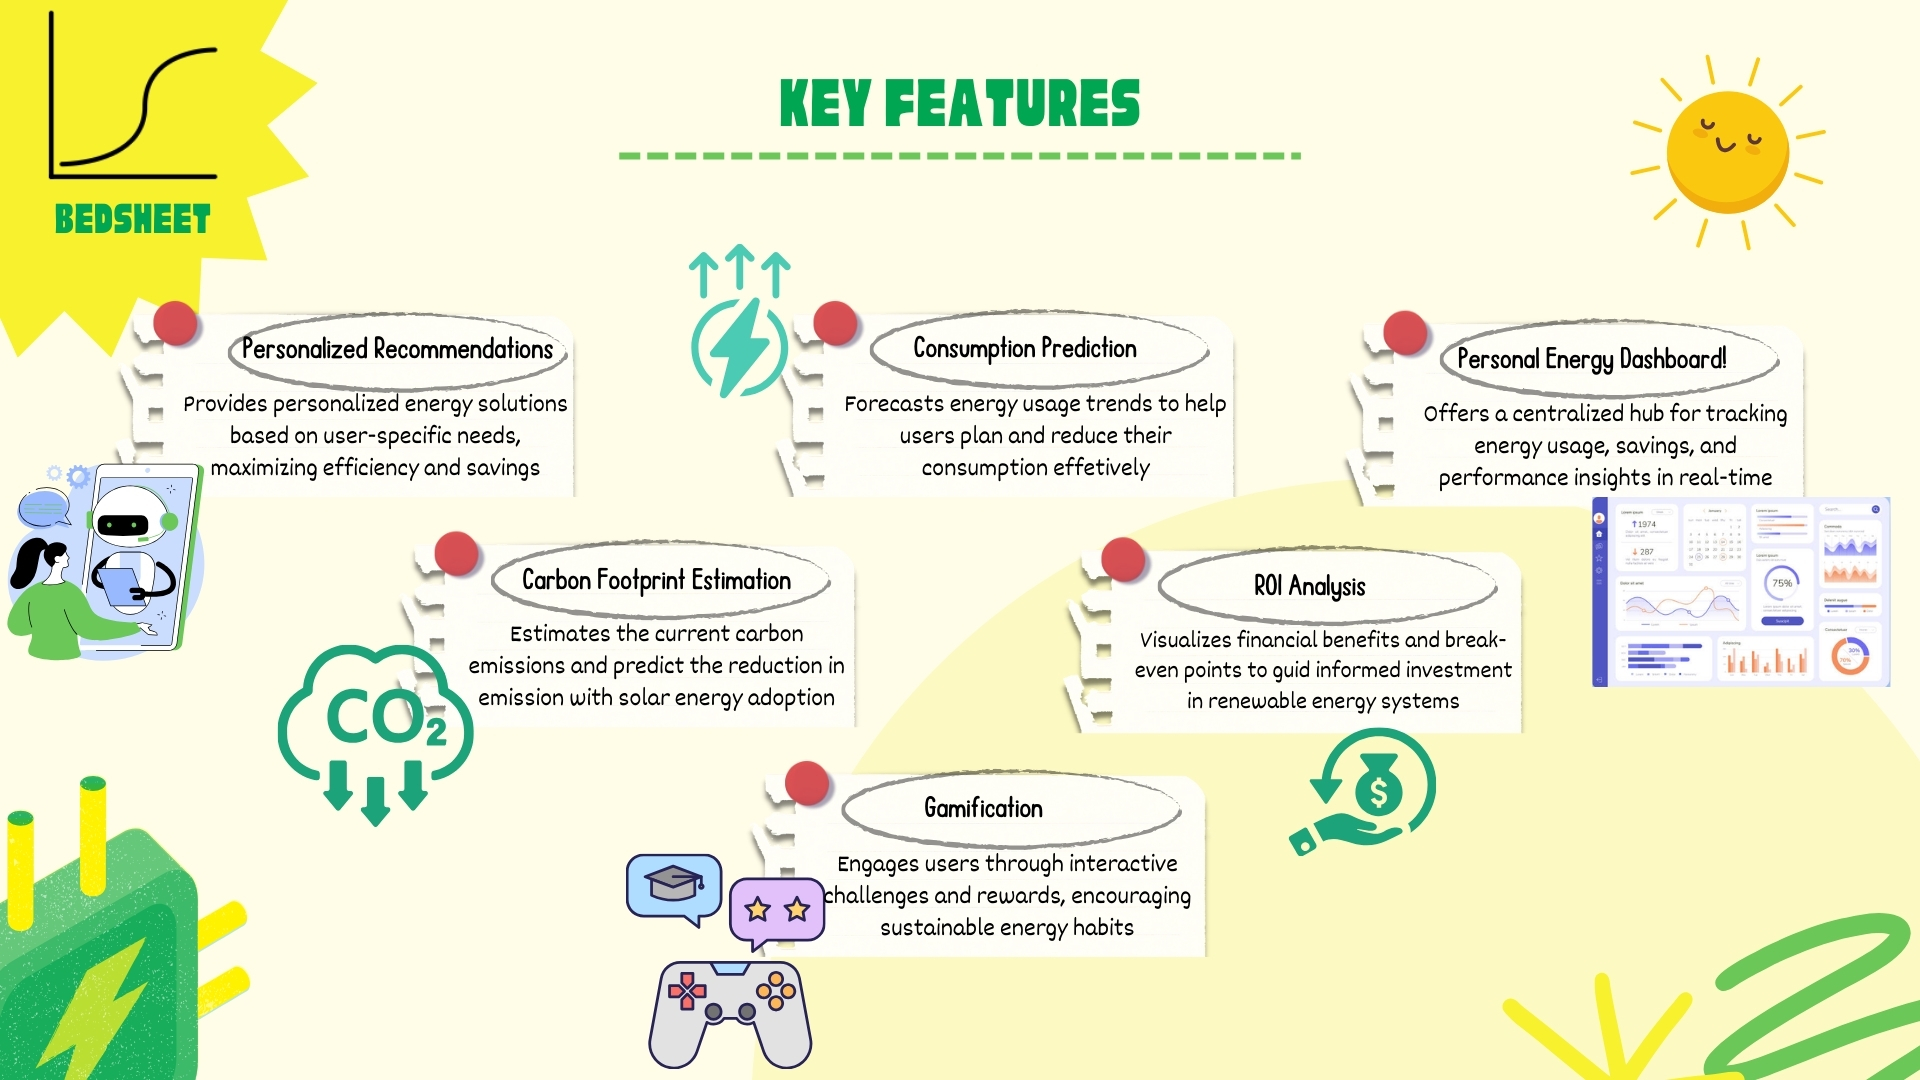 BEDSHEET
KEY FEATURES
Personalized Recommendations
Provides personalized energy solutions
based on user-specific needs,
maximizing efficiency and savings
Consumption Prediction
Forecasts energy usage trends to help
users plan and reduce their
consumption effetively
Personal Energy Dashboard!
Offers a centralized hub for tracking
energy usage, savings, and
performance insights in real-time
Carbon Footprint Estimation
Estimates the current carbon
emissions and predict the reduction in
emission with solar energy adoption
CO2
ROI Analysis
Visualizes financial benefits and break-
even points to guid informed investment
in renewable energy systems
$
Gamification
Engages users through interactive
challenges and rewards, encouraging
sustainable energy habits
1974
287
75%
30%
70%